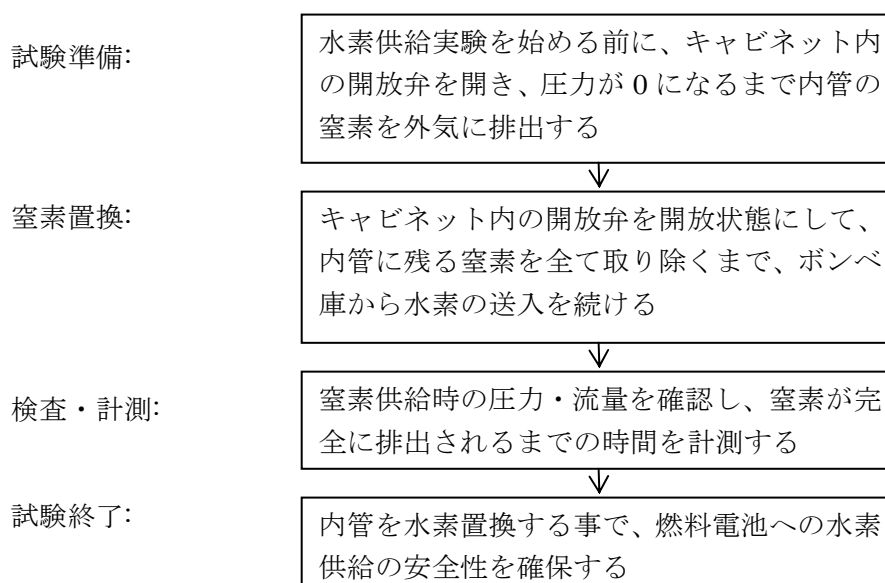 試験準備:
水素供給実験を始める前に、キャビネット内
の開放弁を開き、圧力が 0 になるまで内管の
窒素を外気に排出する
窒素置換:
キャビネット内の開放弁を開放状態にして、
内管に残る窒素を全て取り除くまで、ボンベ
庫から水素の送入を続ける
検査・計測:
窒素供給時の圧力・流量を確認し、窒素が完
全に排出されるまでの時間を計測する
試験終了:
内管を水素置換する事で、燃料電池への水素
供給の安全性を確保する